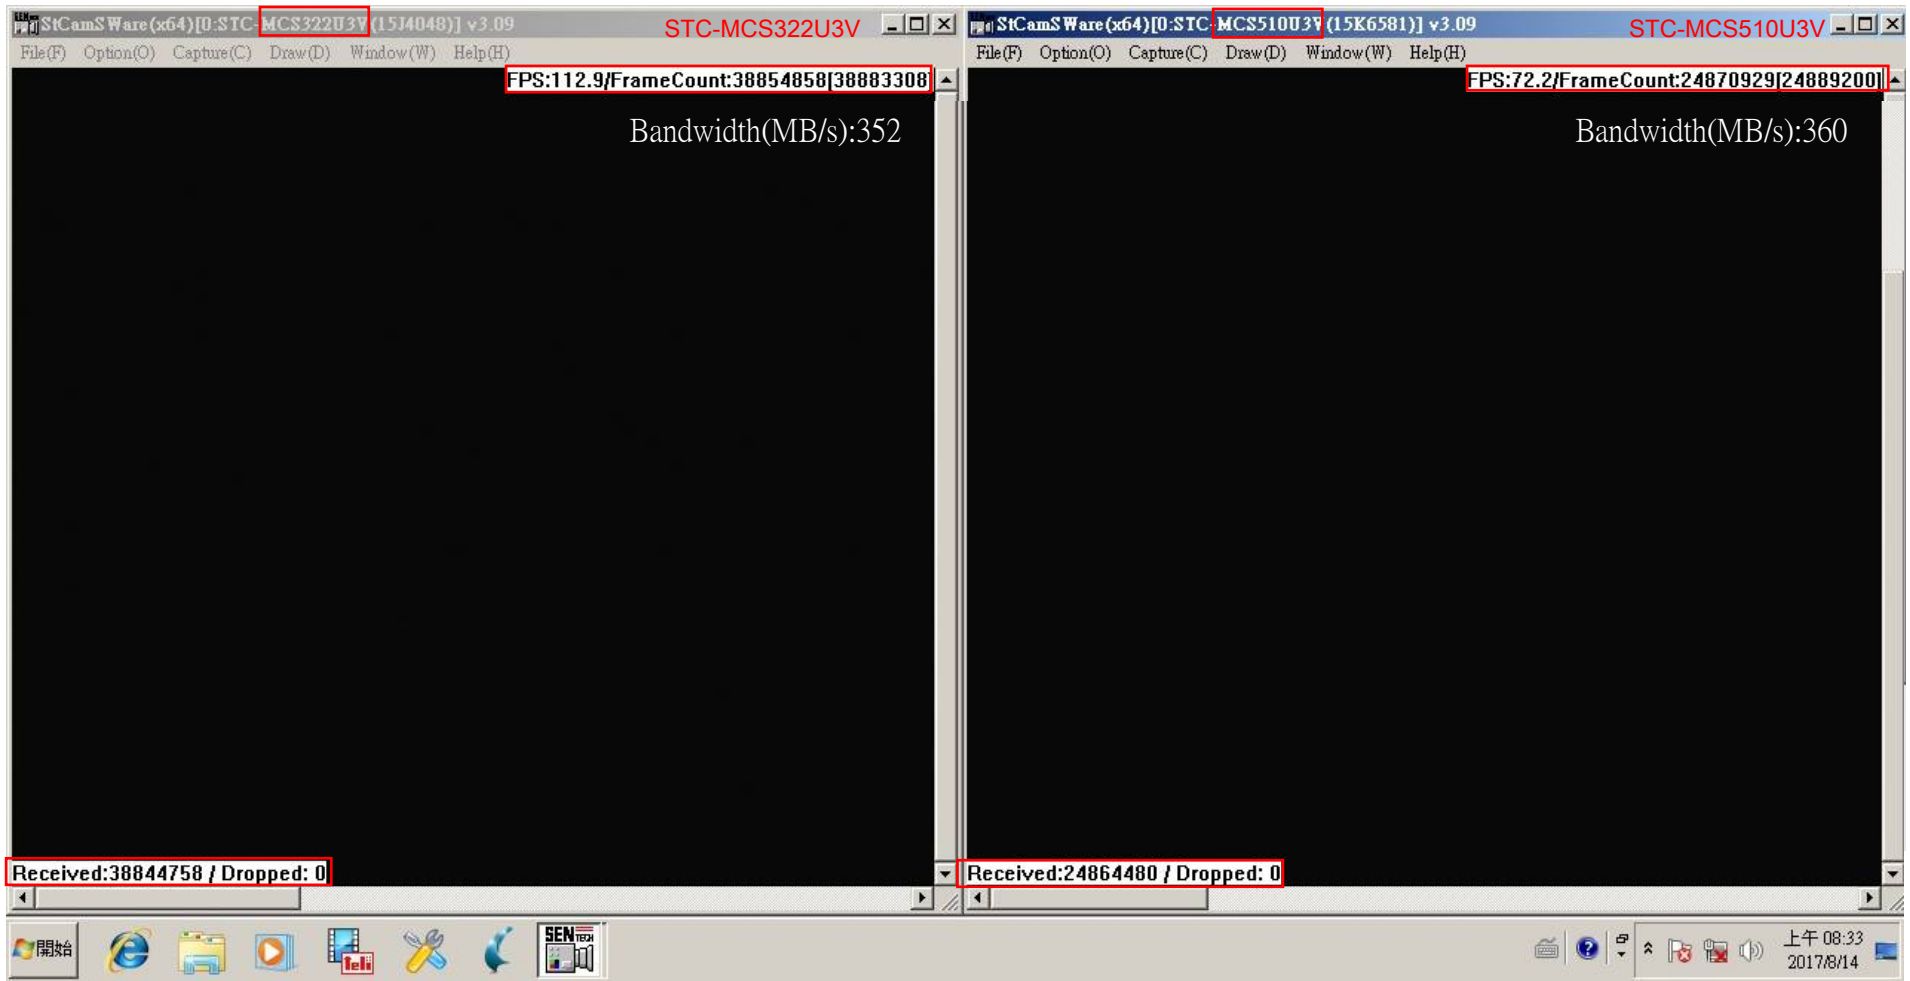 StCamSWare(x64)[0:STC-MCS322U3V(15J4048)] v3.09
STC-MCS322U3V
File(F) Option(O) Capture(C) Draw(D) Window(W) Help(H)
FPS:112.9/FrameCount:38854858[38883308]
Bandwidth(MB/s):352
Received:38844758 / Dropped: 0
StCamSWare(x64)[0:STC-MCS510U3V(15K6581)] v3.09
STC-MCS510U3V
File(F) Option(O) Capture(C) Draw(D) Window(W) Help(H)
FPS:72.2/FrameCount:24870929[24889200]
Bandwidth(MB/s):360
Received:24864480 / Dropped: 0
開始
Teli
SENTECH
上午 08:33
2017/8/14